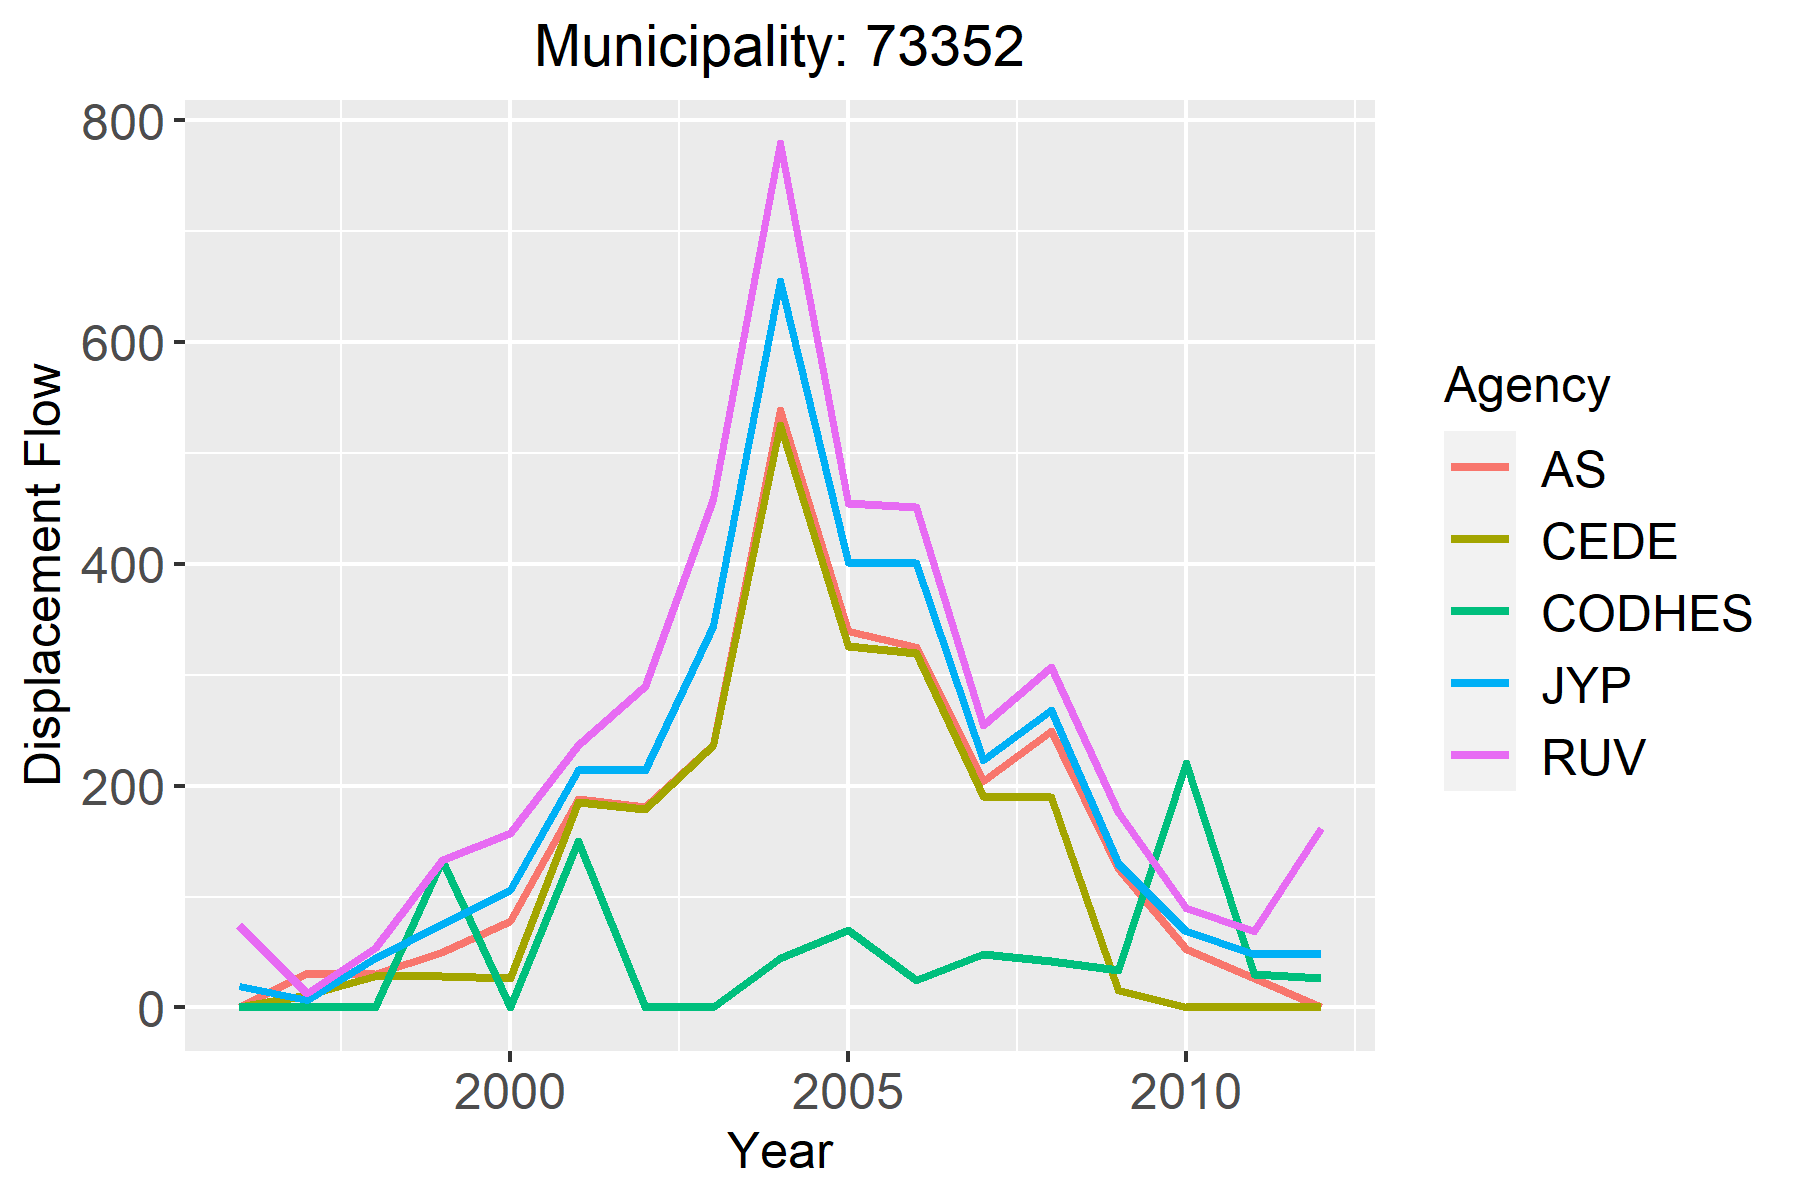 Municipality: 73352
800
600
400
200
0
Displacement Flow
2000 2005 2010
Year
Agency
AS
CEDE
CODHES
JYP
RUV